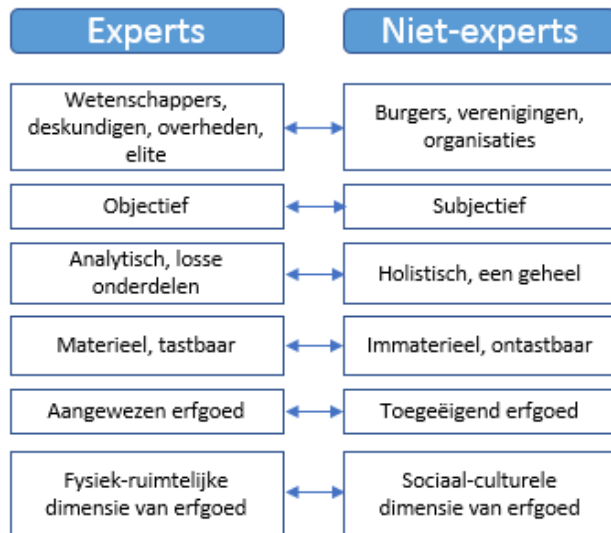 Experts
Niet-experts
Wetenschappers,
deskundigen, overheden,
elite
Burgers, verenigingen,
organisaties
Objectief
Subjectief
Analytisch, losse
onderdelen
Holistisch, een geheel
Materieel, tastbaar
Immaterieel, ontastbaar
Aangewezen erfgoed
Toegeëigend erfgoed
Fysiek-ruimtelijke
dimensie van erfgoed
Sociaal-culturele
dimensie van erfgoed